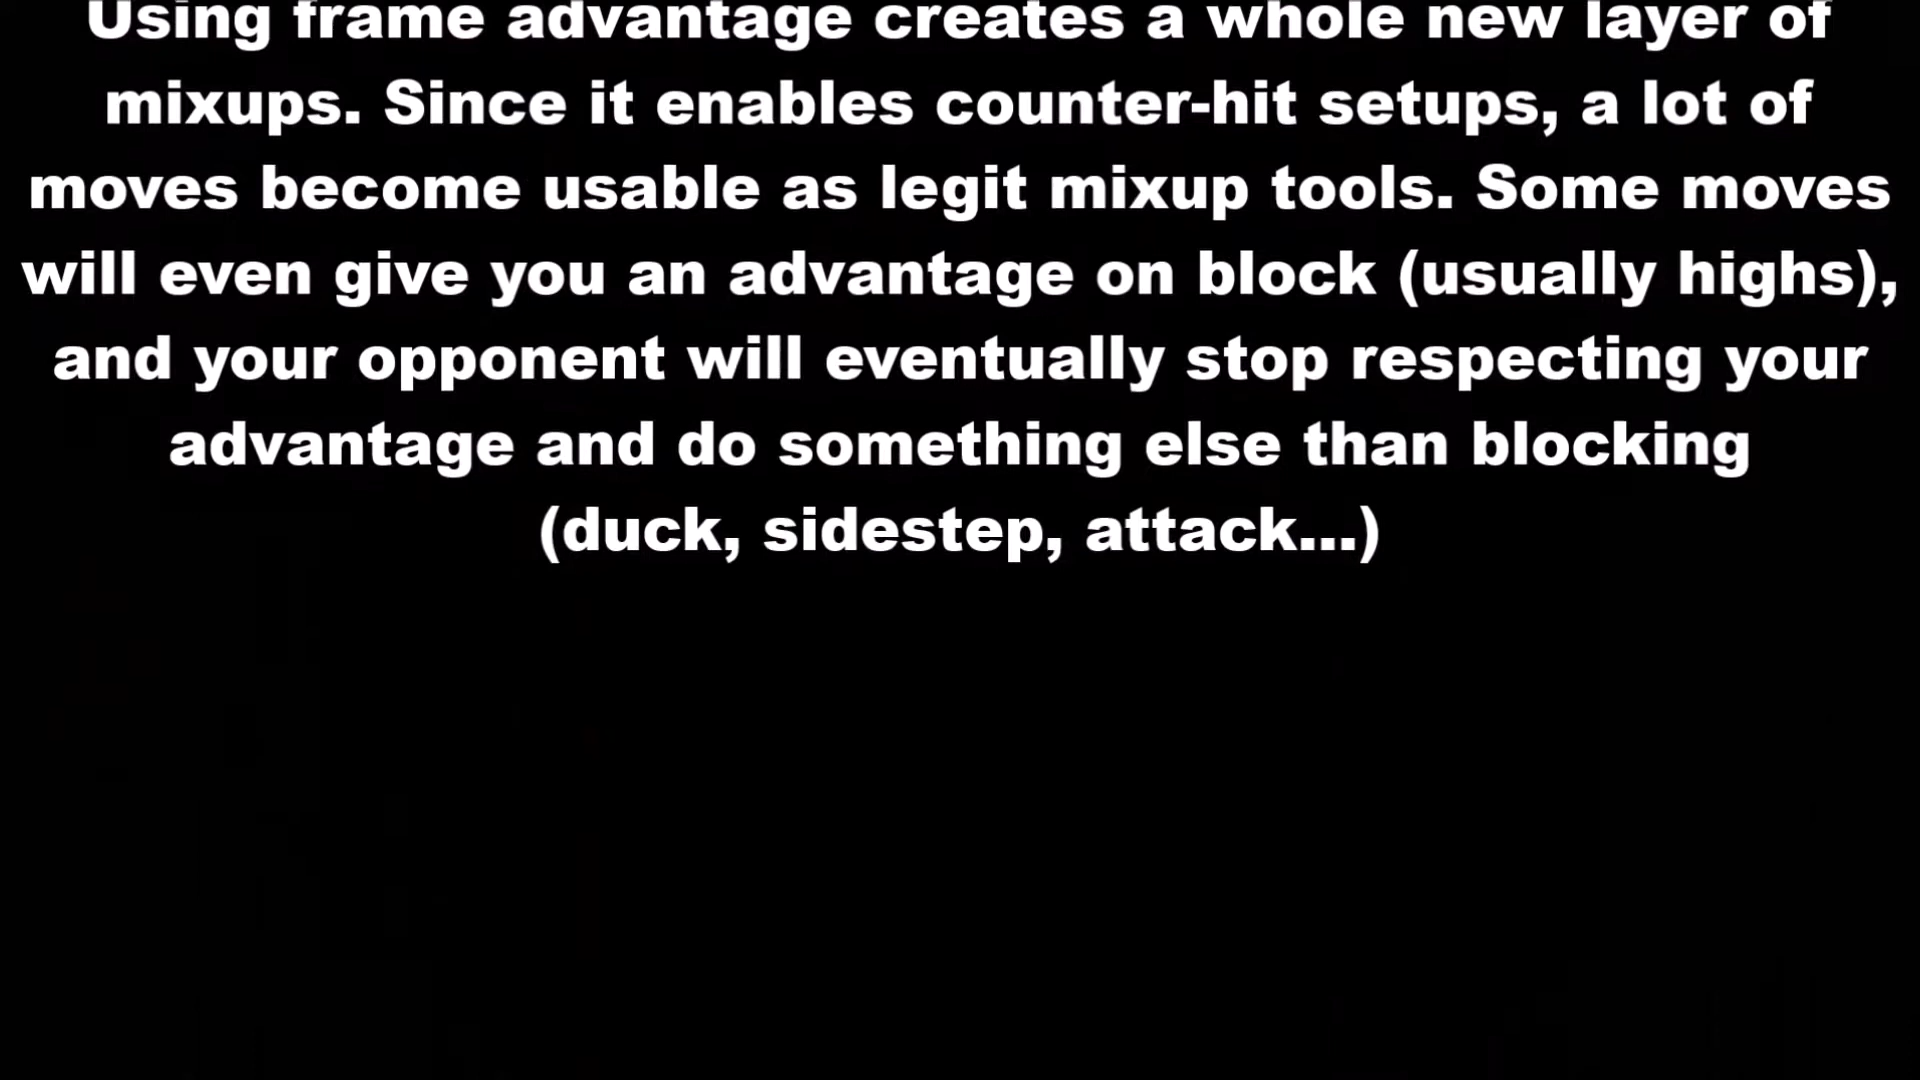 Using frame advantage creates a whole new layer of
mixups. Since it enables counter-hit setups, a lot of
moves become usable as legit mixup tools. Some moves
will even give you an advantage on block (usually highs),
and your opponent will eventually stop respecting your
advantage and do something else than blocking
(duck, sidestep, attack...)